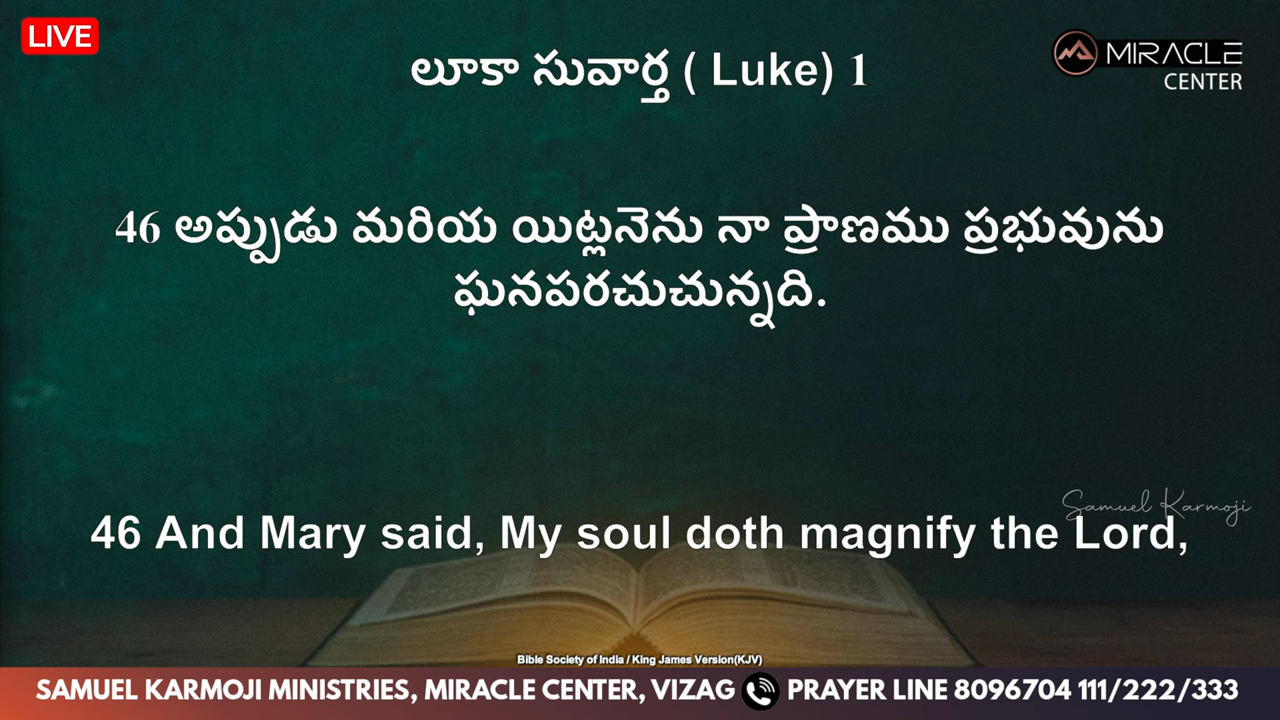 LIVE
లూకా సువార్త ( Luke) 1
MIRACLE
CENTER
46 అప్పుడు మరియ యిట్లనెను నా ప్రాణము ప్రభువును
ఘనపరచుచున్నది.
Samuel Karmoji
46 And Mary said, My soul doth magnify the Lord,
Bible Society of India / King James Version(KJV)
SAMUEL KARMOJI MINISTRIES, MIRACLE CENTER, VIZAG PRAYER LINE 8096704 111/222/333